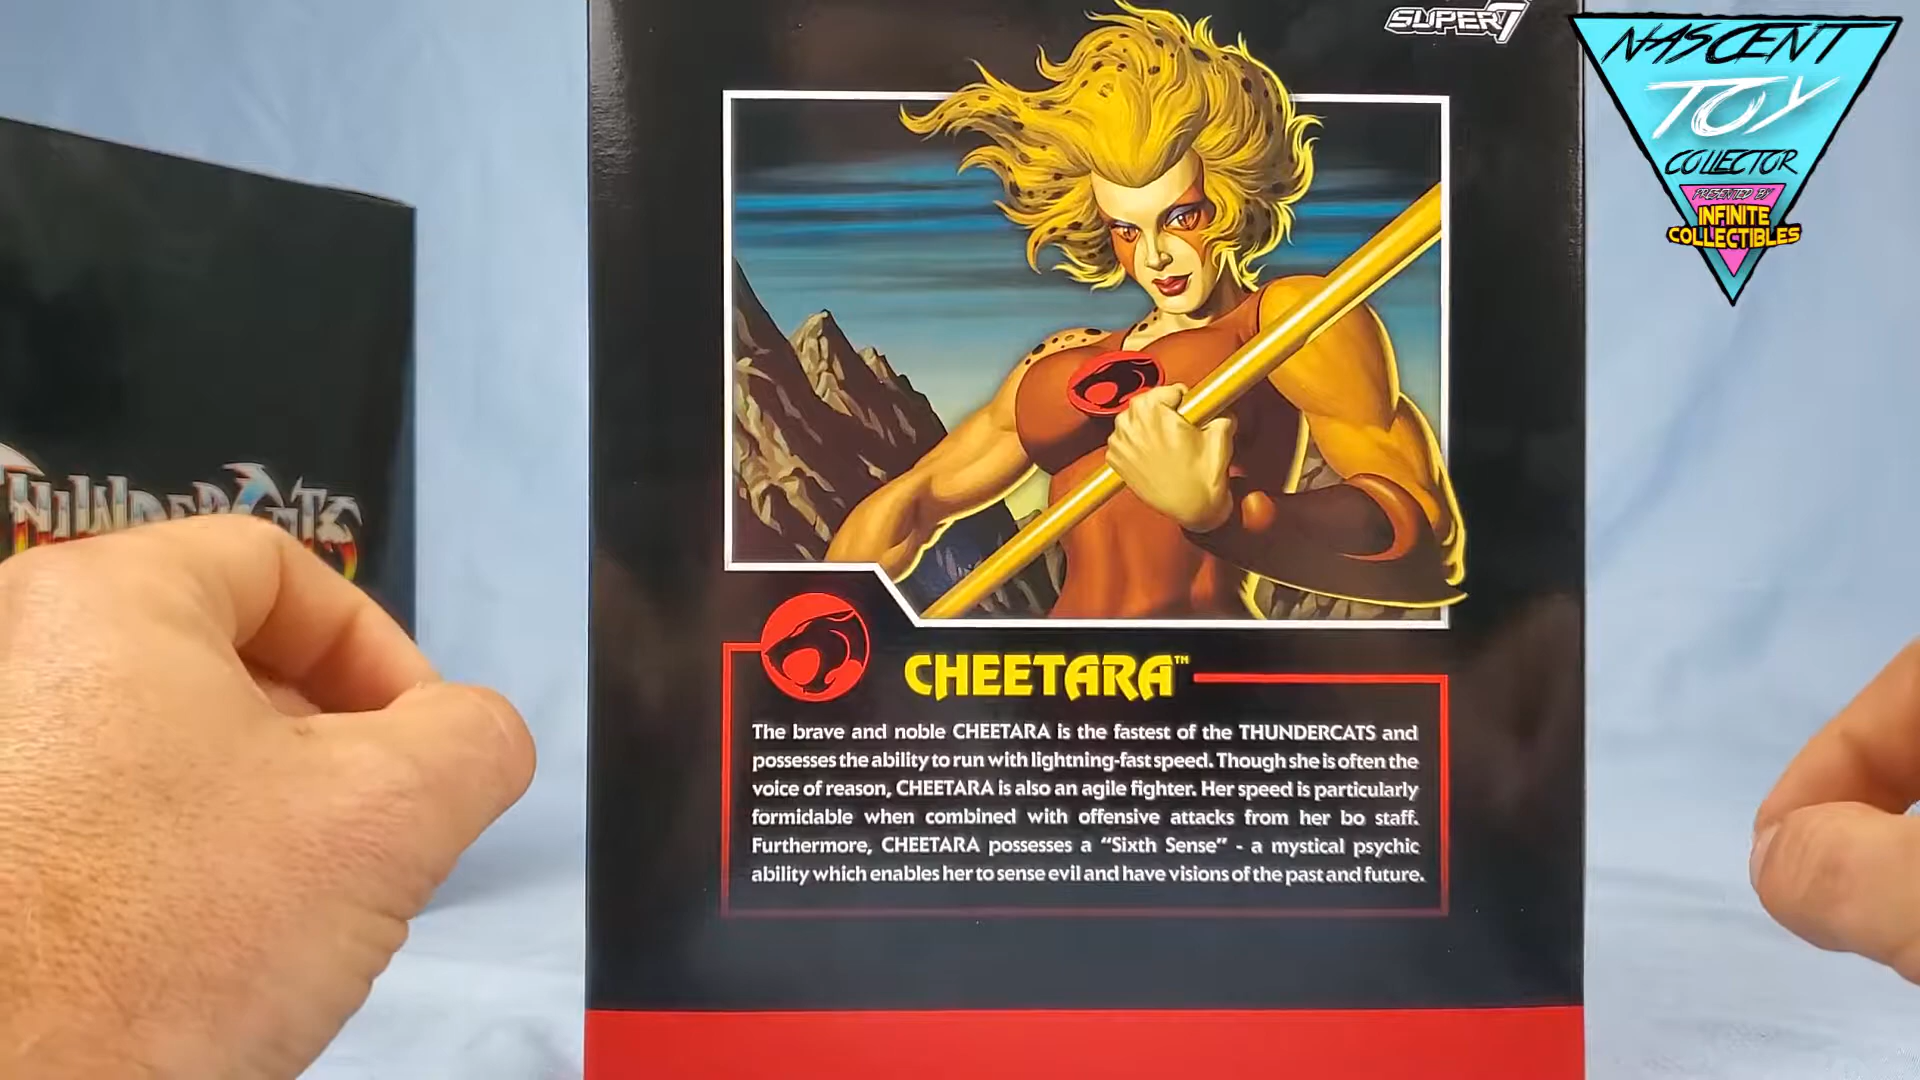 SUPER7
NASCENT
TOY
COLLECTOR
PRESENTED BY
INFINITE
COLLECTIBLES
THUNDERCATS
CHEETARA™
The brave and noble CHEETARA is the fastest of the THUNDERCATS and
possesses the ability to run with lightning-fast speed. Though she is often the
voice of reason, CHEETARA is also an agile fighter. Her speed is particularly
formidable when combined with offensive attacks from her bo staff.
Furthermore, CHEETARA possesses a “Sixth Sense” - a mystical psychic
ability which enables her to sense evil and have visions of the past and future.